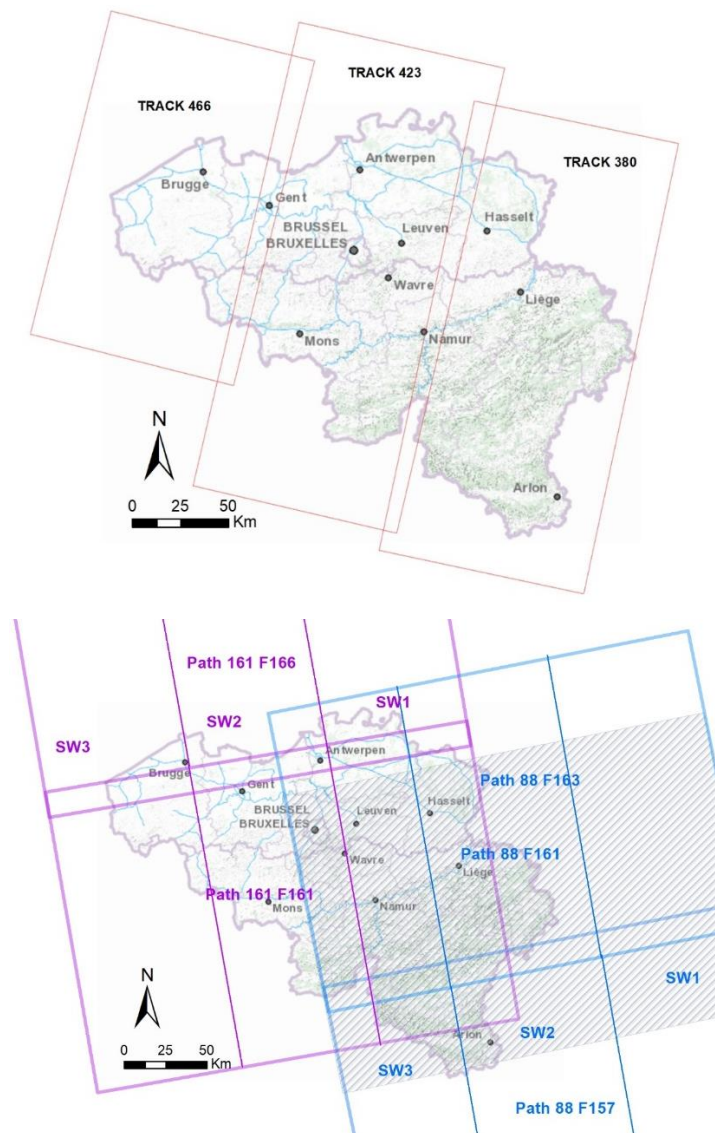 TRACK 423
TRACK 466
TRACK 380
Antwerpen
Brugge
Gent
Hasselt
BRUSSEL
BRUXELLES
Leuven
Wavre
Liège
Mons
Namur
N
Arlon
0 25 50
Km
Path 161 F166
SW1
SW2
SW3
Antwerpen
Brugge
Path 88 F163
Gent
Hasselt
BRUSSEL
BRUXELLES
Leuven
Wavre
Path 88 F161
Liège
Path 161 F161
Mons
Namur
N
SW1
Arlon
SW2
0 25 50
Km
SW3
Path 88 F157